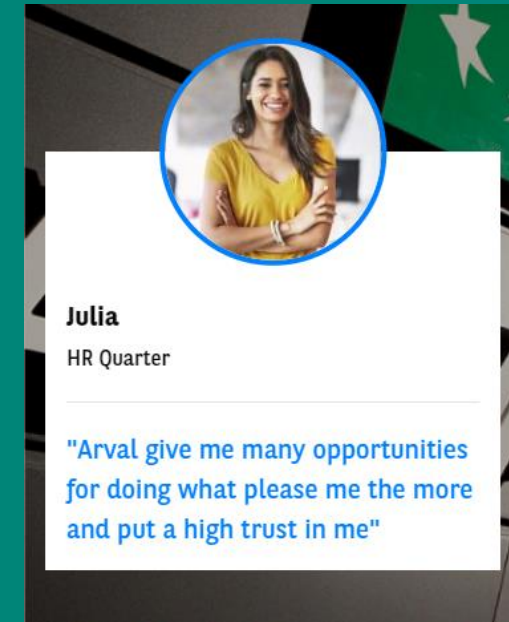 Julia
HR Quarter
"Arval give me many opportunities
for doing what please me the more
and put a high trust in me"